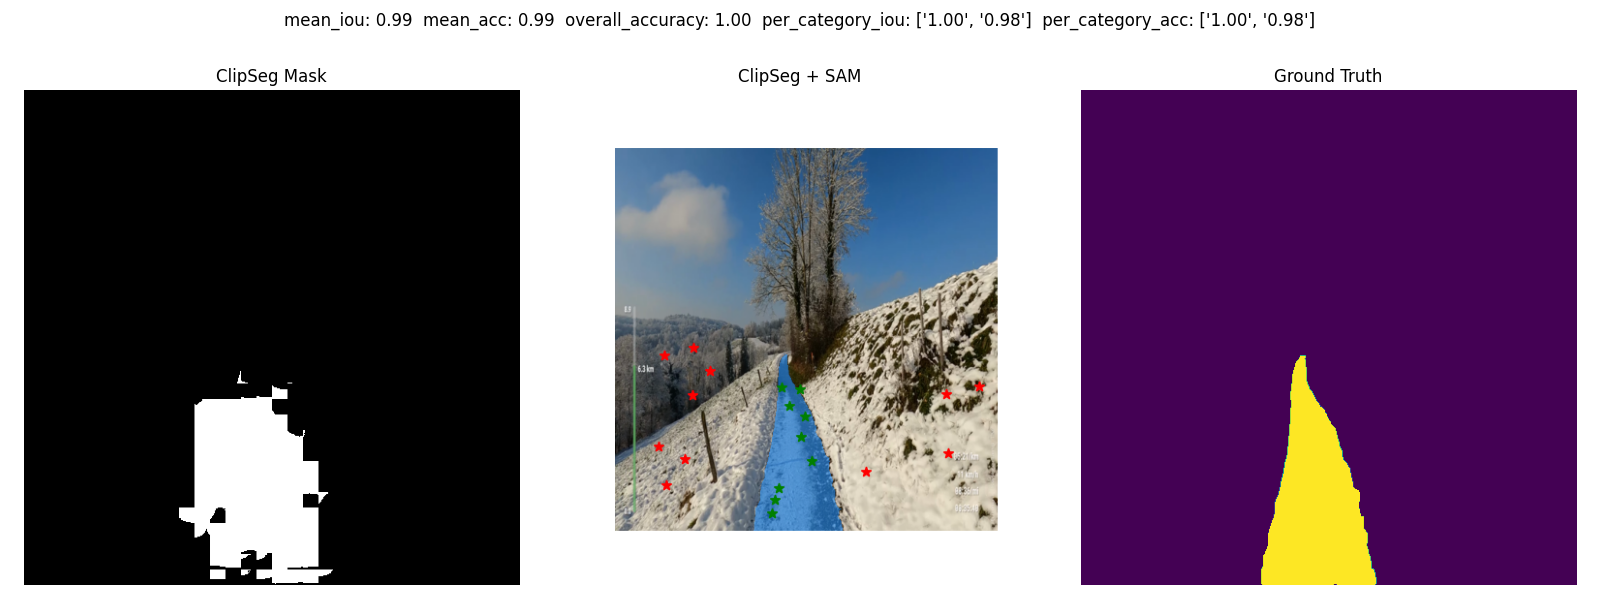 mean_iou: 0.99  mean_acc: 0.99  overall_accuracy: 1.00  per_category_iou: ['1.00', '0.98']  per_category_acc: ['1.00', '0.98']
ClipSeg Mask
ClipSeg + SAM
Ground Truth
6.3 km